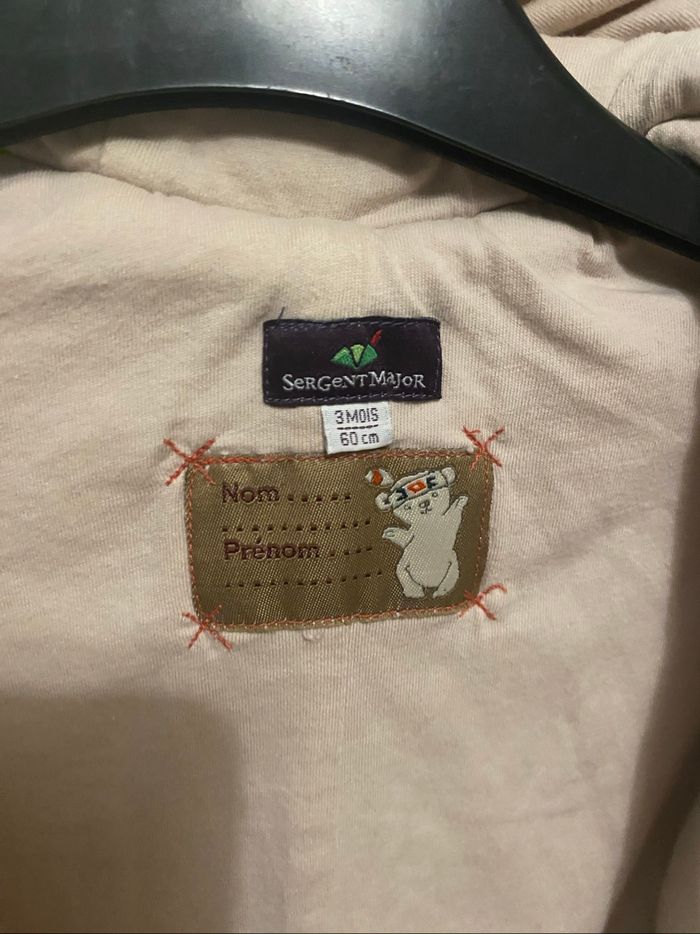 SERGENT MAJOR
3 MOIS
60 cm
Nom .....
............
Prénom ....
.............